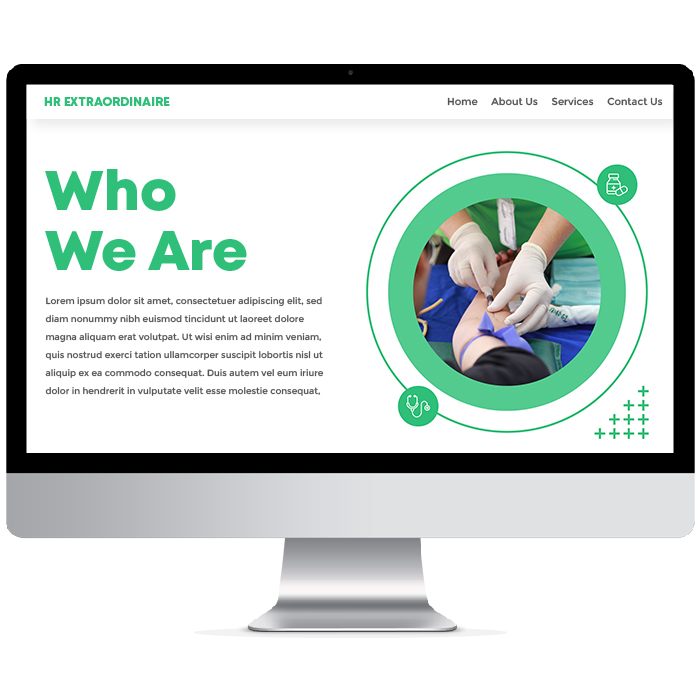 HR EXTRAORDINAIRE
Home About Us Services Contact Us
Who
We Are
Lorem ipsum dolor sit amet, consectetuer adipiscing elit, sed
diam nonummy nibh euismod tincidunt ut laoreet dolore
magna aliquam erat volutpat. Ut wisi enim ad minim veniam,
quis nostrud exerci tation ullamcorper suscipit lobortis nisl ut
aliquip ex ea commodo consequat. Duis autem vel eum iriure
dolor in hendrerit in vulputate velit esse molestie consequat,